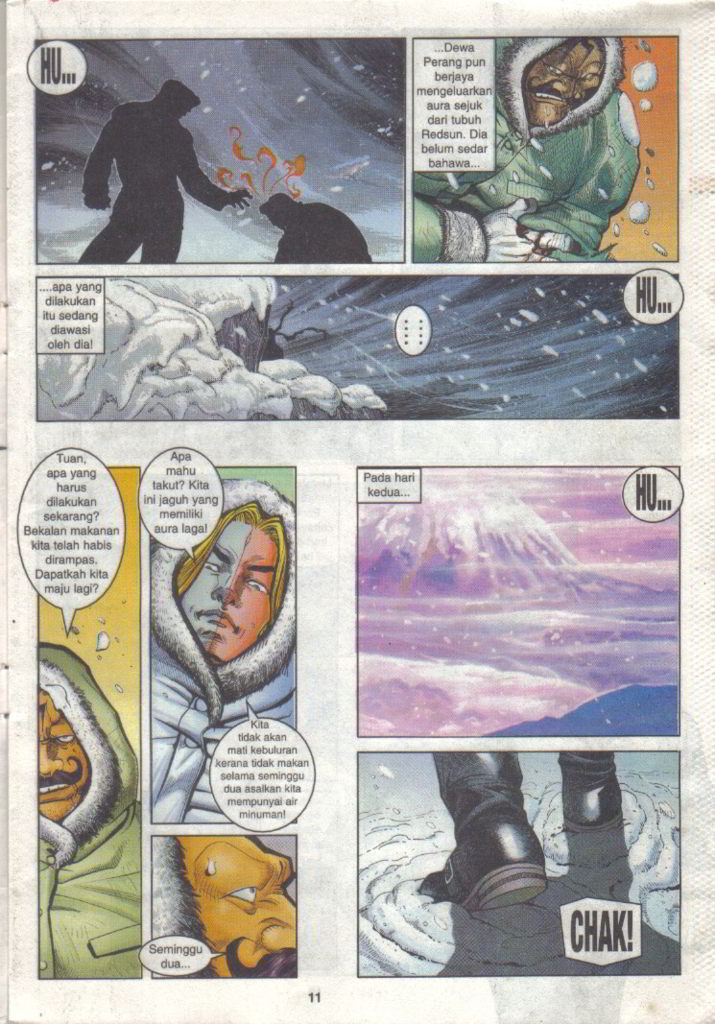 HU...
...Dewa
Perang pun
berjaya
mengeluarkan
aura sejuk
dari tubuh
Redsun. Dia
belum sedar
bahawa...
....apa yang
dilakukan
itu sedang
diawasi
oleh dia!
HU...
Tuan,
apa yang
harus
dilakukan
sekarang?
Bekalan makanan
kita telah habis
dirampas.
Dapatkah kita
maju lagi?
Apa
mahu
takut? Kita
ini jaguh yang
memiliki
aura laga!
Kita
tidak akan
mati kebuluran
kerana tidak makan
selama seminggu
dua asalkan kita
mempunyai air
minuman!
Seminggu
dua...
Pada hari
kedua...
HU...
CHAK!
11